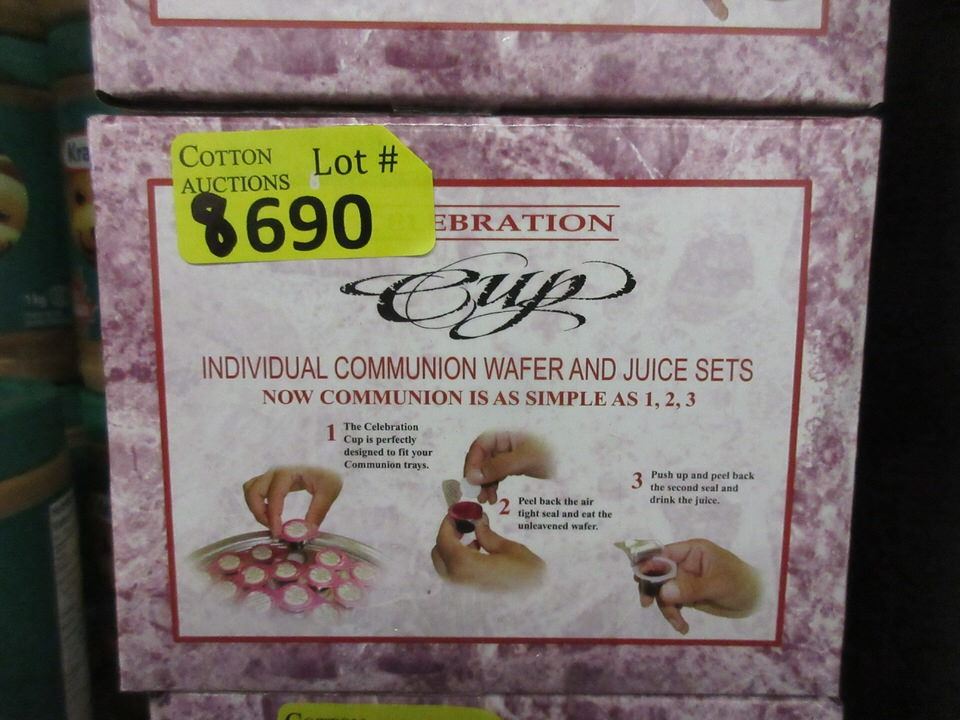 COTTON
AUCTIONS
Lot #
8690
EBRATION
Cup
INDIVIDUAL COMMUNION WAFER AND JUICE SETS
NOW COMMUNION IS AS SIMPLE AS 1, 2, 3
1 The Celebration
Cup is perfectly
designed to fit your
Communion trays.
2 Peel back the air
tight seal and eat the
unleavened wafer.
3 Push up and peel back
the second seal and
drink the juice.
Kra
COTTON